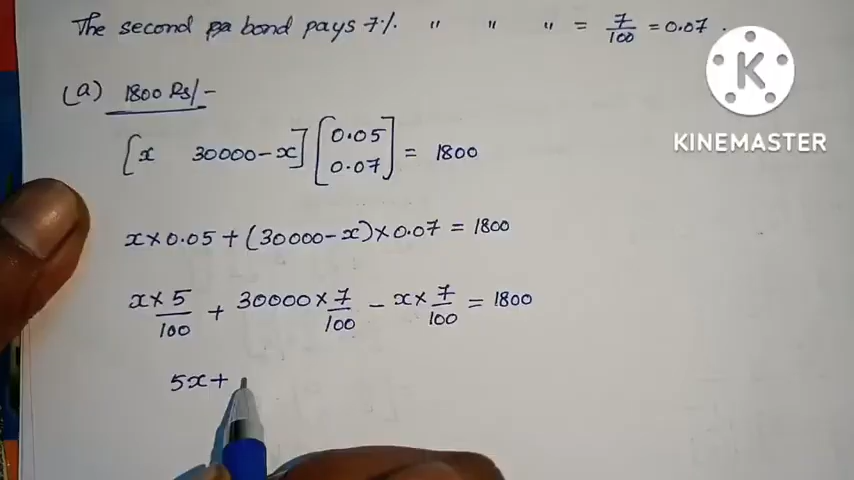 The second pa bond pays 7% " " " = 7/100 = 0.07.
(a) 1800 Rs/-
[x 30000-x] [0.05 0.07] = 1800
x×0.05 + (30000-x)×0.07 = 1800
x×5/100 + 30000×7/100 - x×7/100 = 1800
5x+
K
KINEMASTER